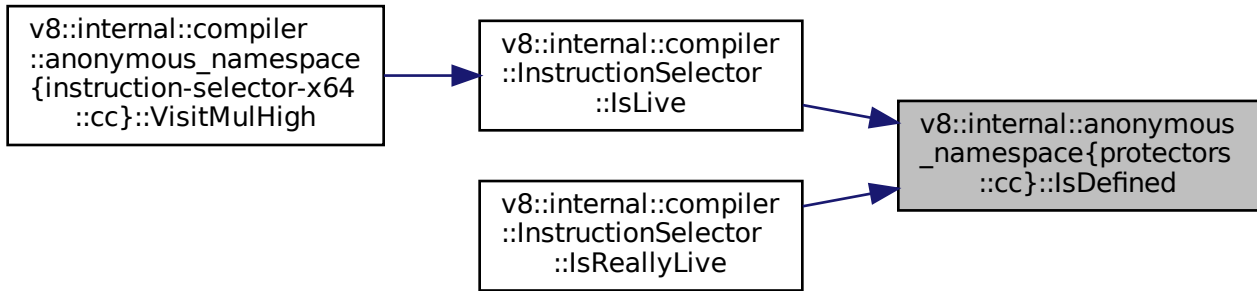 v8::internal::compiler
::anonymous_namespace
{instruction-selector-x64
::cc}::VisitMulHigh
v8::internal::compiler
::InstructionSelector
::IsLive
v8::internal::compiler
::InstructionSelector
::IsReallyLive
v8::internal::anonymous
_namespace{protectors
::cc}::IsDefined